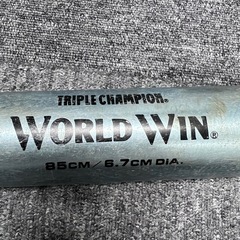 TRIPLE CHAMPION®
WORLD WIN®
85CM/6.7CM DIA.